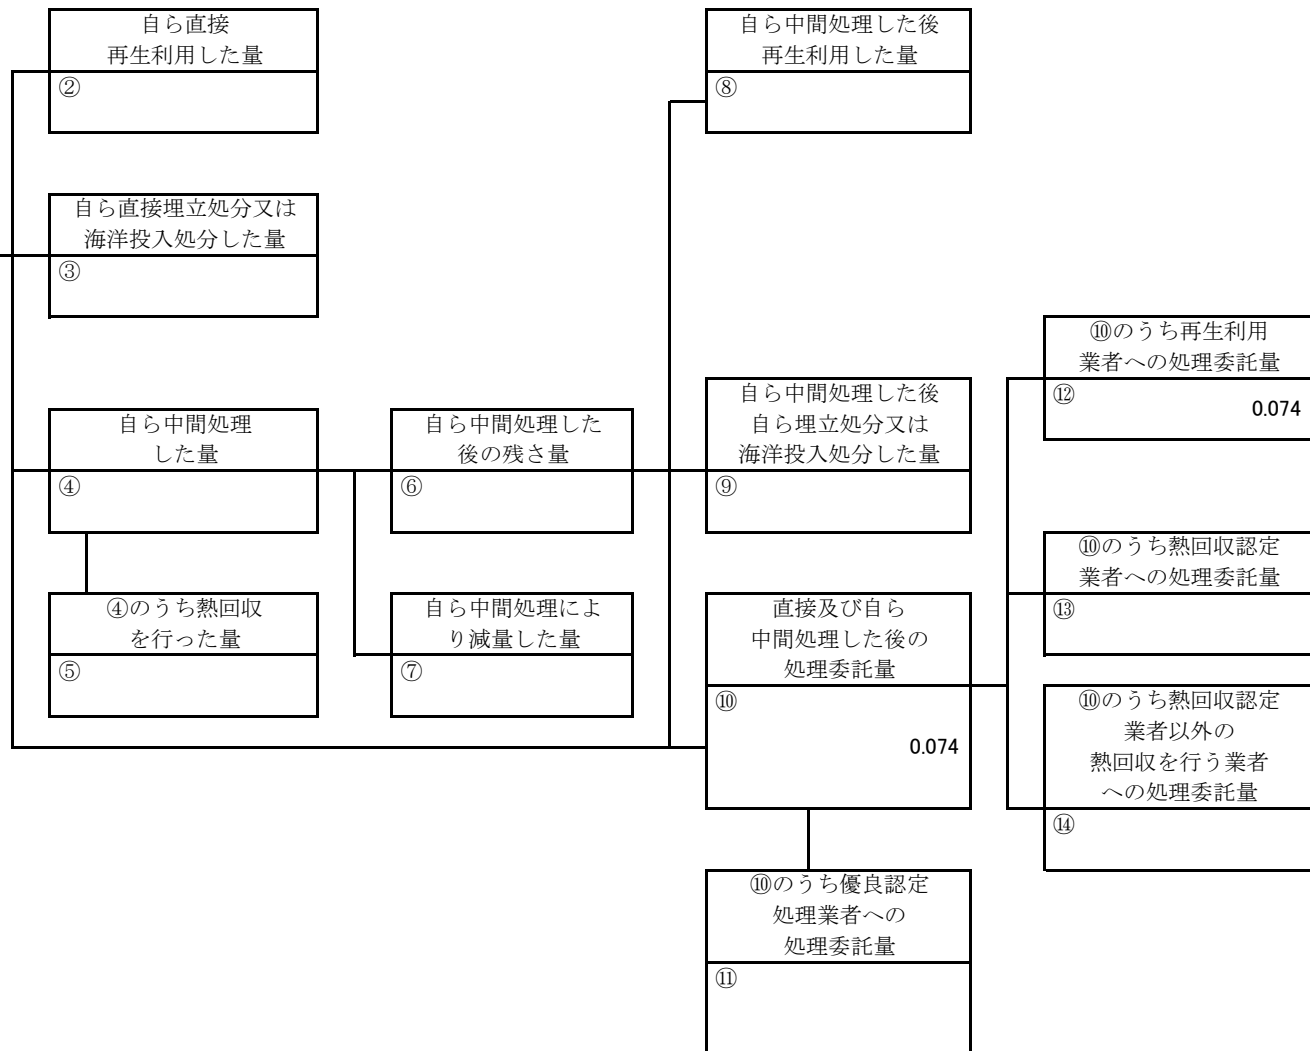 自ら直接
再生利用した量
②
自ら中間処理した後
再生利用した量
⑧
自ら直接埋立処分又は
海洋投入処分した量
③
⑩のうち再生利用
業者への処理委託量
⑫
0.074
自ら中間処理
した量
④
自ら中間処理した
後の残さ量
⑥
自ら中間処理した後
自ら埋立処分又は
海洋投入処分した量
⑨
⑩のうち熱回収認定
業者への処理委託量
⑬
④のうち熱回収
を行った量
⑤
自ら中間処理によ
り減量した量
⑦
直接及び自ら
中間処理した後の
処理委託量
⑩
0.074
⑩のうち熱回収認定
業者以外の
熱回収を行う業者
への処理委託量
⑭
⑩のうち優良認定
処理業者への
処理委託量
⑪